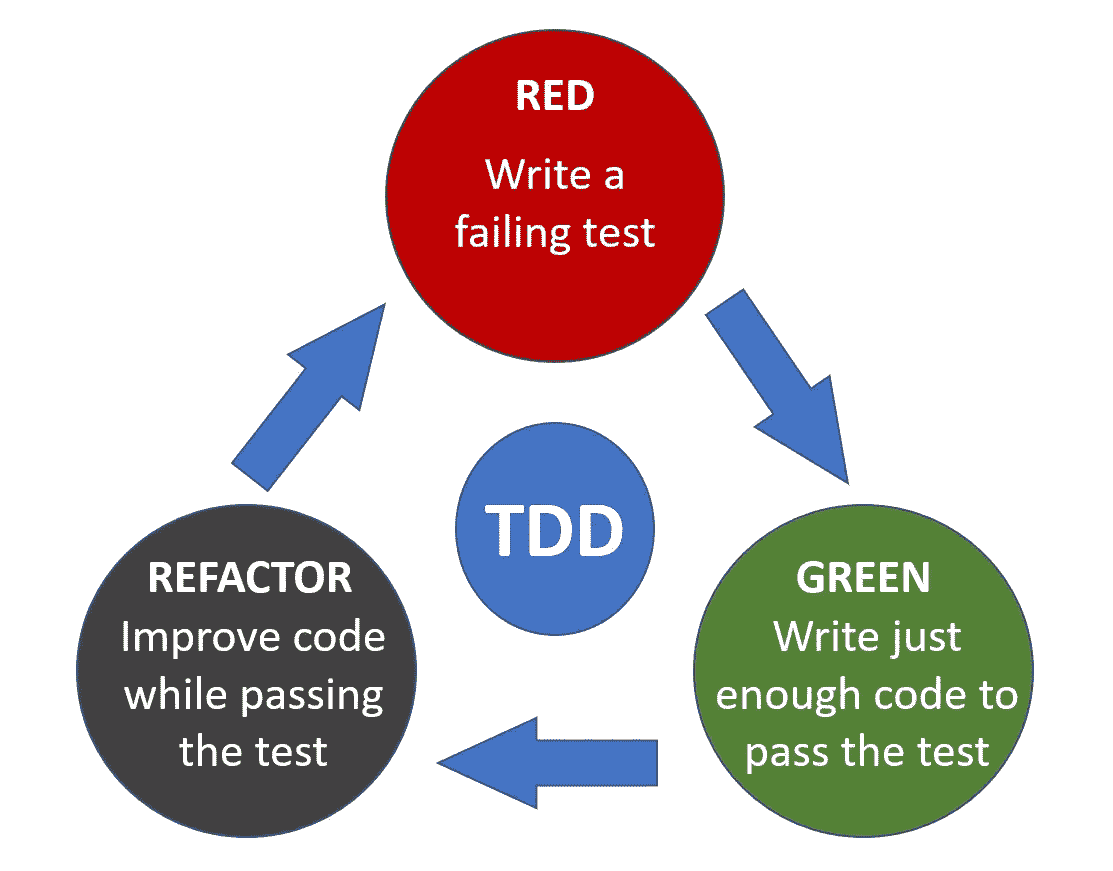 RED
Write a
failing test
TDD
REFACTOR
Improve code
while passing
the test
GREEN
Write just
enough code to
pass the test